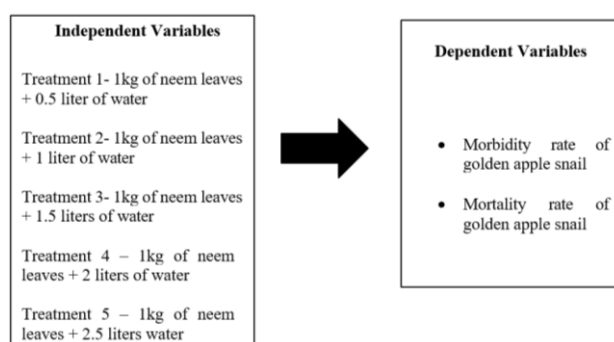 Independent Variables
Treatment 1- 1kg of neem leaves
+ 0.5 liter of water
Treatment 2- 1kg of neem leaves
+ 1 liter of water
Treatment 3- 1kg of neem leaves
+ 1.5 liters of water
Treatment 4 – 1kg of neem
leaves + 2 liters of water
Treatment 5 – 1kg of neem
leaves + 2.5 liters water
Dependent Variables
• Morbidity rate of
golden apple snail
• Mortality rate of
golden apple snail